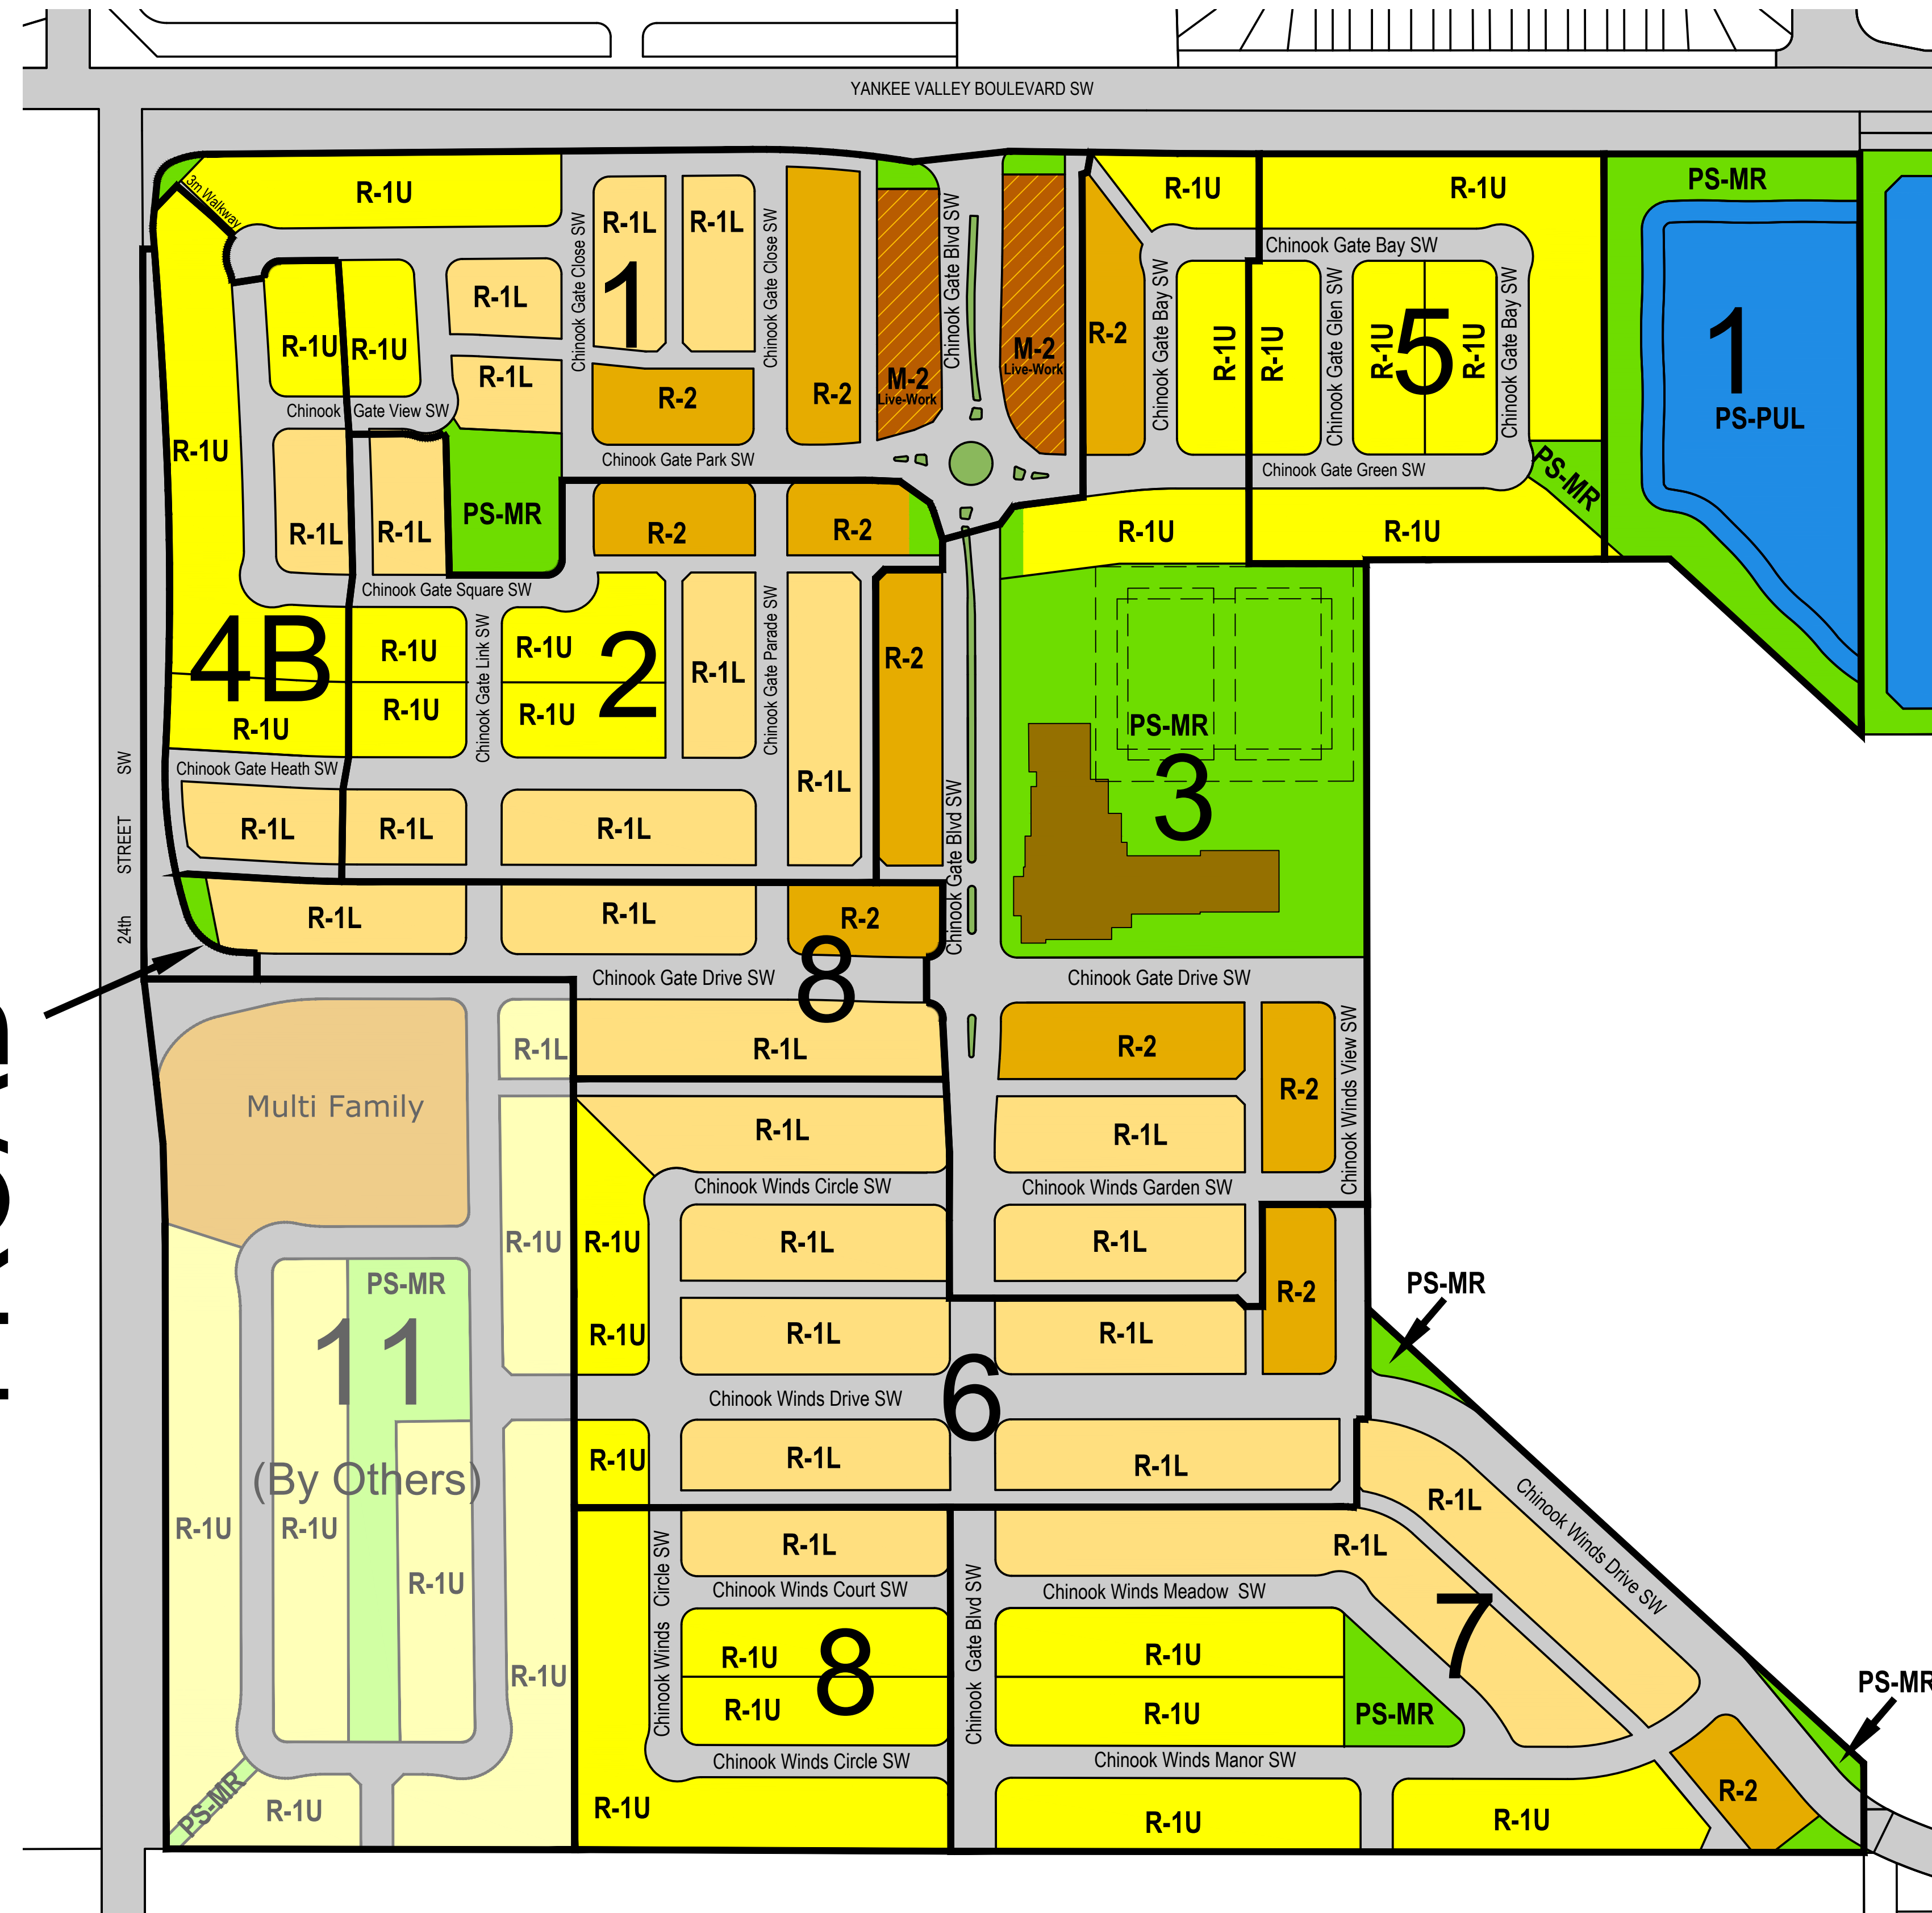 YANKEE VALLEY BOULEVARD SW
R-1U
3m Walkway
R-1L
R-1L
Chinook Gate Close SW
Chinook Gate Close SW
1
R-2
M-2
Live-Work
Chinook Gate Blvd SW
M-2
Live-Work
R-1U
R-1U
PS-MR
Chinook Gate Bay SW
R-1L
R-1U
R-1U
R-1L
R-2
R-2
Chinook Gate Bay SW
R-1U
R-1U
Chinook Gate Glen SW
R-1U
5
R-1U
Chinook Gate Bay SW
1
PS-PUL
Chinook Gate View SW
R-1U
Chinook Gate Park SW
Chinook Gate Green SW
PS-MR
R-1L
R-1L
PS-MR
R-2
R-2
R-1U
R-1U
Chinook Gate Square SW
4B
R-1U
R-1U
R-1U
Chinook Gate Link SW
R-1U
R-1U
2
R-1L
Chinook Gate Parade SW
R-1L
R-2
PS-MR
3
Chinook Gate Heath SW
24th STREET SW
R-1L
R-1L
R-1L
Chinook Gate Blvd SW
R-1L
R-1L
R-2
8
Chinook Gate Drive SW
Chinook Gate Drive SW
R-1L
R-1L
R-2
R-2
Chinook Winds View SW
Multi Family
R-1L
R-1L
Chinook Winds Circle SW
Chinook Winds Garden SW
R-1U
R-1U
R-1L
R-1L
PS-MR
11
R-1U
R-1L
R-1L
R-2
PS-MR
6
Chinook Winds Drive SW
(By Others)
R-1U
R-1L
R-1L
R-1L
Chinook Winds Drive SW
R-1U
R-1U
R-1U
R-1U
Chinook Winds Circle SW
R-1L
R-1L
Chinook Winds Court SW
Chinook Gate Blvd SW
Chinook Winds Meadow SW
7
R-1U
R-1U
8
R-1U
R-1U
PS-MR
PS-MR
Chinook Winds Circle SW
Chinook Winds Manor SW
PS-MR
R-1U
R-1U
R-1U
R-1U
R-2